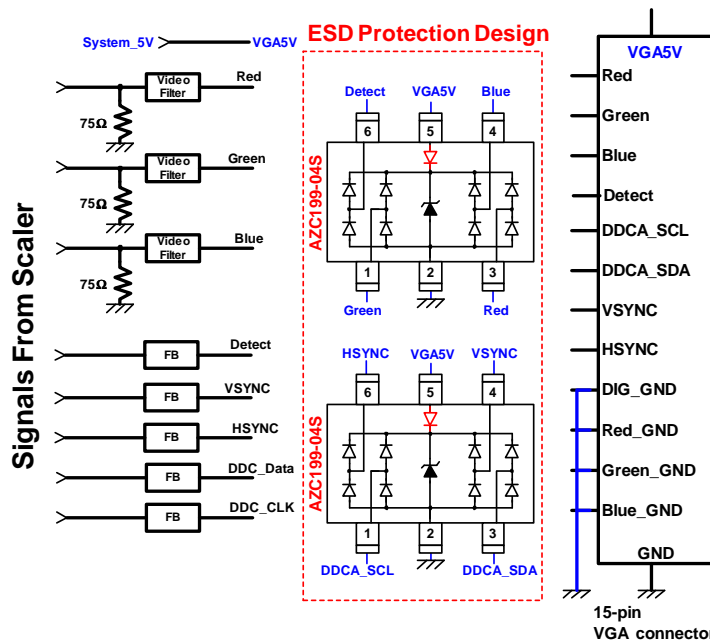 System_5V
VGA5V
ESD Protection Design
VGA5V
Video
Filter
Red
75Ω
Video
Filter
Green
75Ω
Video
Filter
Blue
75Ω
Signals From Scaler
FB
Detect
FB
VSYNC
FB
HSYNC
FB
DDC_Data
FB
DDC_CLK
Detect
VGA5V
Blue
6
5
4
AZC199-04S
1
2
3
Green
Red
HSYNC
VGA5V
VSYNC
6
5
4
AZC199-04S
1
2
3
DDCA_SCL
DDCA_SDA
Red
Green
Blue
Detect
DDCA_SCL
DDCA_SDA
VSYNC
HSYNC
DIG_GND
Red_GND
Green_GND
Blue_GND
GND
15-pin
VGA connector